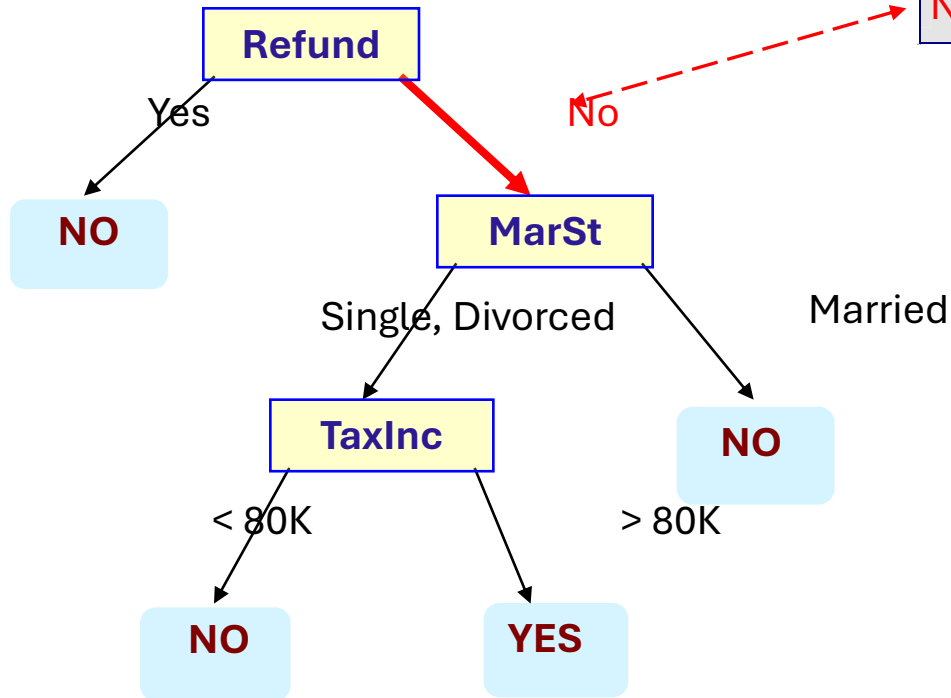 Refund
Yes
No
NO
MarSt
Single, Divorced
Married
TaxInc
NO
< 80K
> 80K
NO
YES